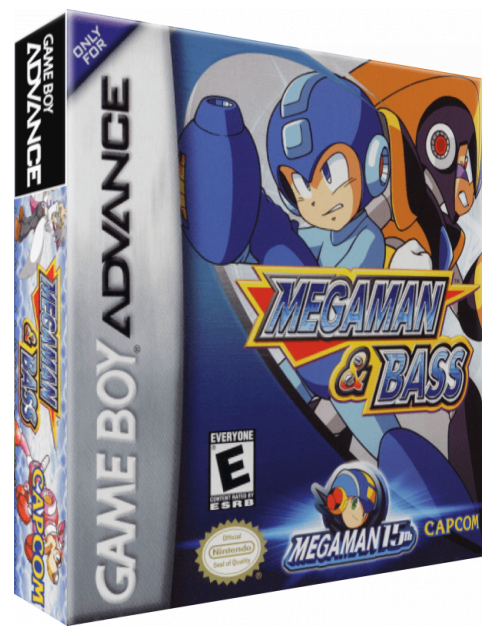 GAME BOY
ADVANCE
MEGAMAN
& BASS
CAPCOM
ONLY
FOR
GAME BOY ADVANCE
MEGAMAN
& BASS
EVERYONE
E
CONTENT RATED BY
ESRB
Official
Nintendo
Seal of Quality
MEGAMAN 15th
CAPCOM